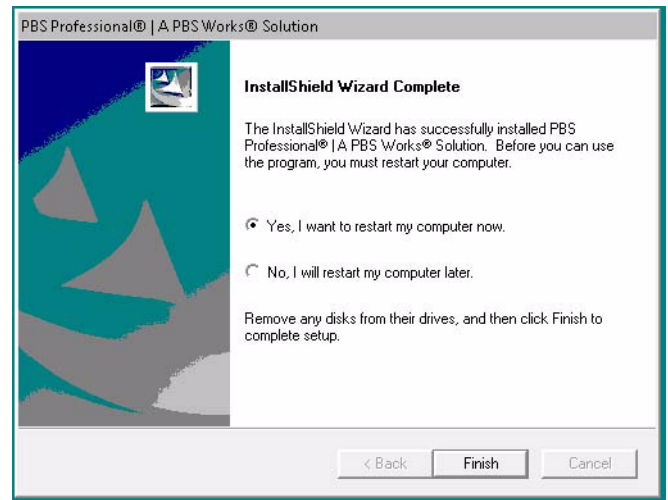 PBS Professional® | A PBS Works® Solution
InstallShield Wizard Complete
The InstallShield Wizard has successfully installed PBS
Professional® | A PBS Works® Solution. Before you can use
the program, you must restart your computer.
Yes, I want to restart my computer now.
No, I will restart my computer later.
Remove any disks from their drives, and then click Finish to
complete setup.
< Back Finish Cancel